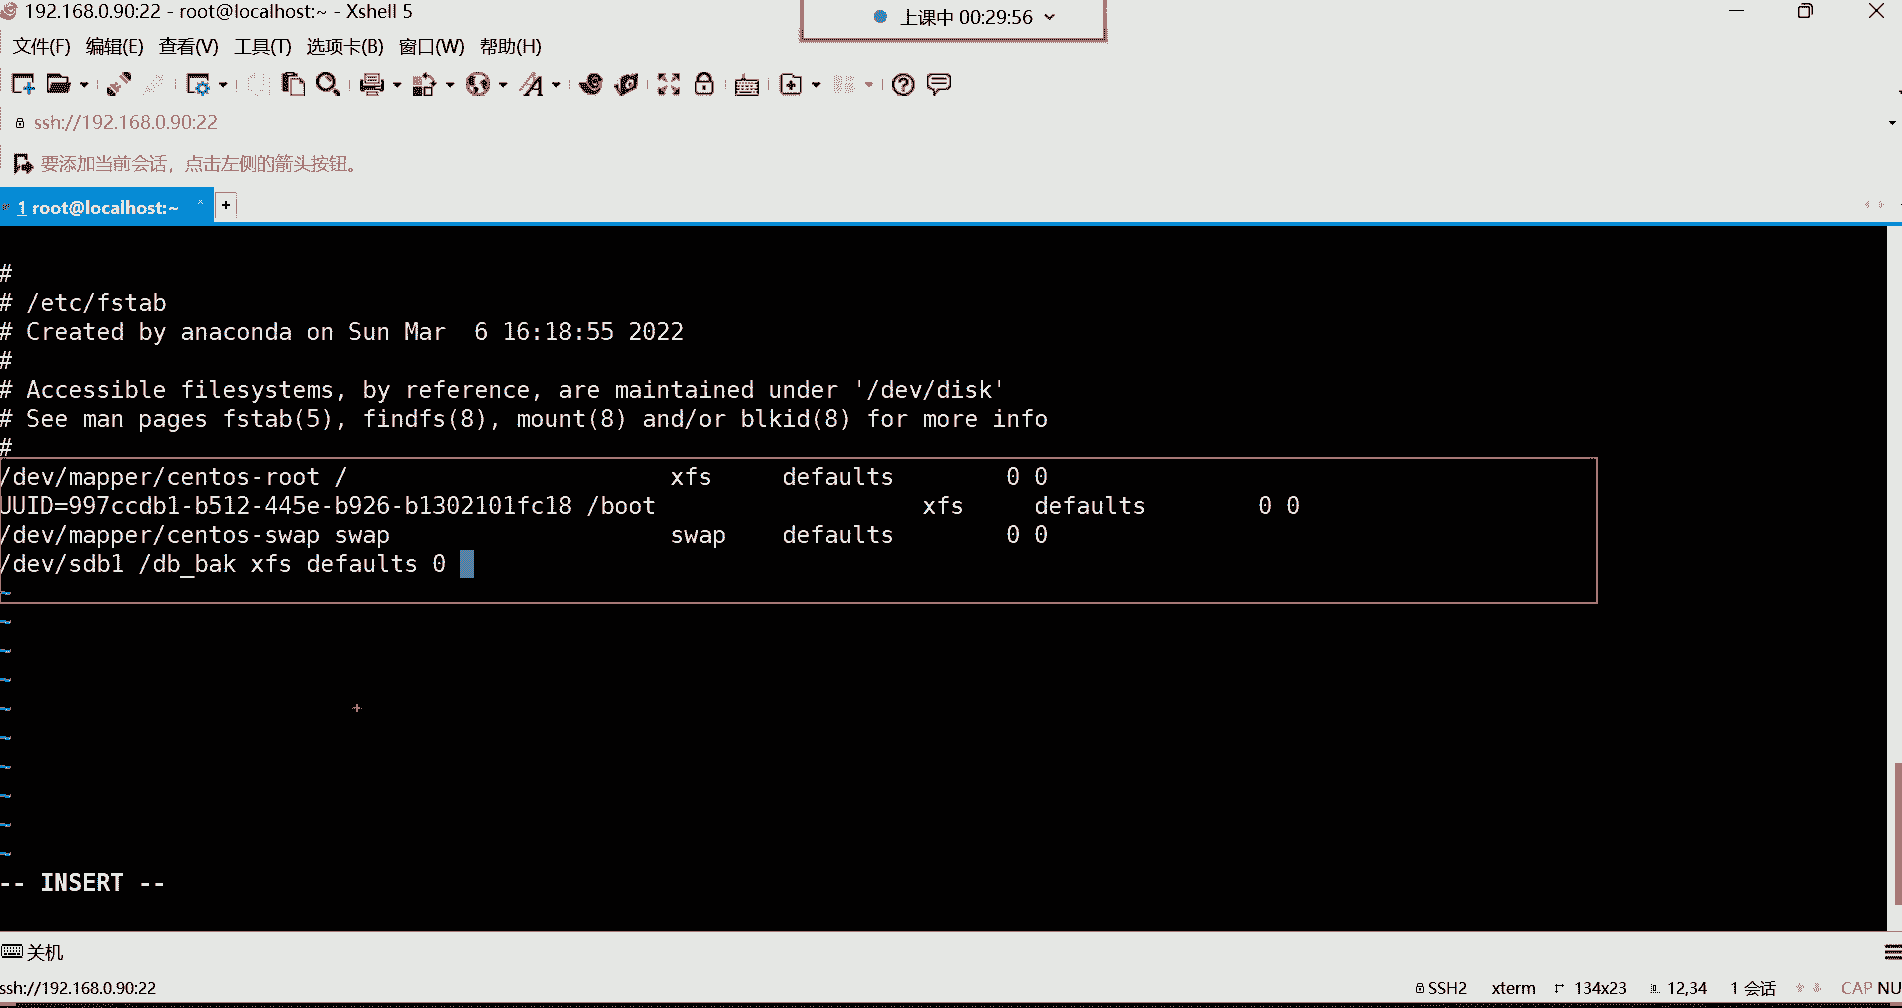 192.168.0.90:22 - root@localhost:~ - Xshell 5
上课中 00:29:56
文件(F) 编辑(E) 查看(V) 工具(T) 选项卡(B) 窗口(W) 帮助(H)
ssh://192.168.0.90:22
要添加当前会话，点击左侧的箭头按钮。
1 root@localhost:~
#
# /etc/fstab
# Created by anaconda on Sun Mar  6 16:18:55 2022
#
# Accessible filesystems, by reference, are maintained under '/dev/disk'
# See man pages fstab(5), findfs(8), mount(8) and/or blkid(8) for more info
#
/dev/mapper/centos-root /                       xfs     defaults        0 0
UUID=997ccdb1-b512-445e-b926-b1302101fc18 /boot                   xfs     defaults        0 0
/dev/mapper/centos-swap swap                    swap    defaults        0 0
/dev/sdb1 /db_bak xfs defaults 0
~
~
~
~
~
~
~
~
~
~
-- INSERT --
关机
ssh://192.168.0.90:22 SSH2 xterm 134x23 12,34 1 会话 CAP NU